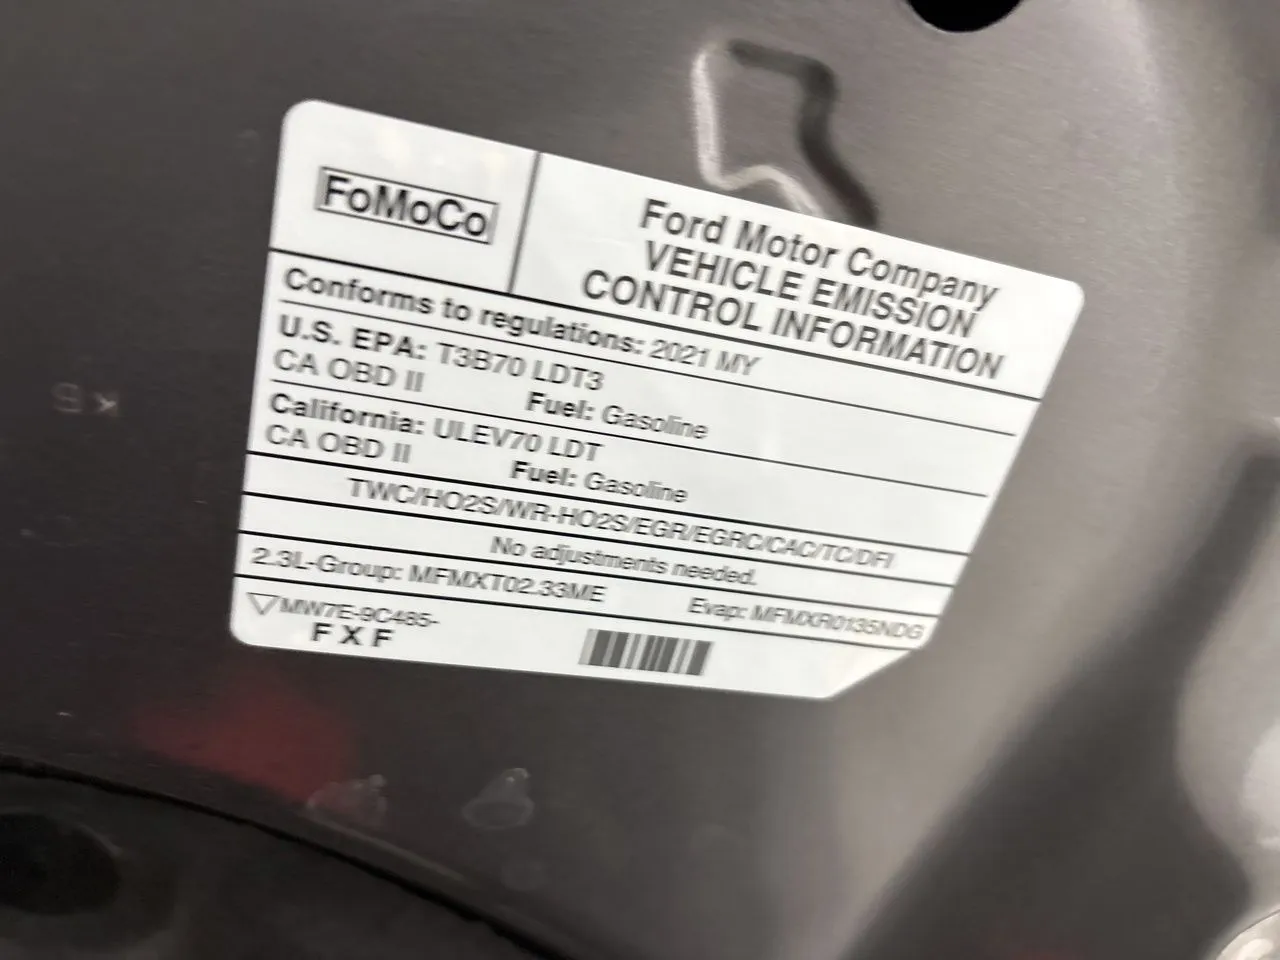 FoMoCo
Ford Motor Company
VEHICLE EMISSION
CONTROL INFORMATION
Conforms to regulations: 2021 MY
U.S. EPA: T3B70 LDT3
CA OBD II Fuel: Gasoline
California: ULEV70 LDT
CA OBD II Fuel: Gasoline
TWC/HO2S/WR-HO2S/EGR/EGRC/CAC/TC/DFI
No adjustments needed.
2.3L-Group: MFMXT02.33ME Evap: MFMXR0135NDG
MW7E-9C485-
FXF